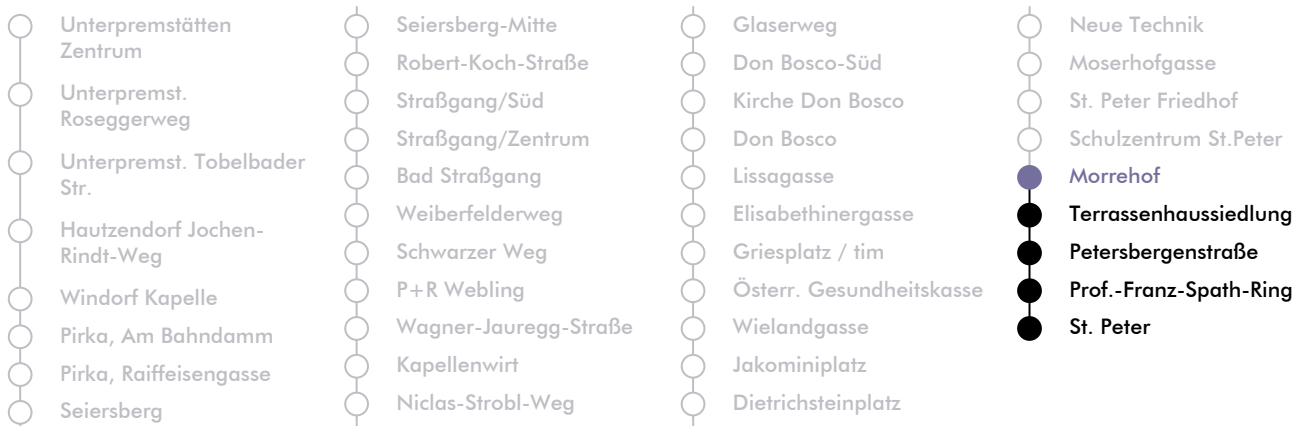 Unterpremstätten
Zentrum
Unterpremst.
Roseggerweg
Unterpremst. Tobelbader
Str.
Hautzendorf Jochen-
Rindt-Weg
Windorf Kapelle
Pirka, Am Bahndamm
Pirka, Raiffeisengasse
Seiersberg
Seiersberg-Mitte
Robert-Koch-Straße
Straßgang/Süd
Straßgang/Zentrum
Bad Straßgang
Weiberfelderweg
Schwarzer Weg
P+R Webling
Wagner-Jauregg-Straße
Kapellenwirt
Niclas-Strobl-Weg
Glaserweg
Don Bosco-Süd
Kirche Don Bosco
Don Bosco
Lissagasse
Elisabethinergasse
Griesplatz / tim
Österr. Gesundheitskasse
Wielandgasse
Jakominiplatz
Dietrichsteinplatz
Neue Technik
Moserhofgasse
St. Peter Friedhof
Schulzentrum St.Peter
Morrehof
Terrassenhaussiedlung
Petersbergenstraße
Prof.-Franz-Spath-Ring
St. Peter